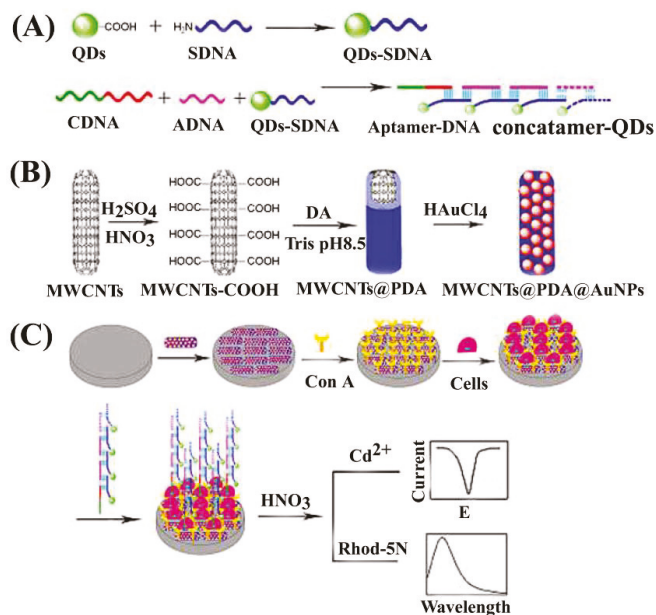 (A)
COOH
H₂N
QDs
SDNA
QDs-SDNA
CDNA
ADNA
QDs-SDNA
Aptamer-DNA
concatamer-QDs
(B)
H₂SO₄
HNO₃
HOOC COOH
HOOC COOH
HOOC COOH
HOOC COOH
DA
Tris pH8.5
HAuCl₄
MWCNTs
MWCNTs-COOH
MWCNTs@PDA
MWCNTs@PDA@AuNPs
(C)
Con A
Cells
HNO₃
Cd²⁺
Current
E
Rhod-5N
Wavelength